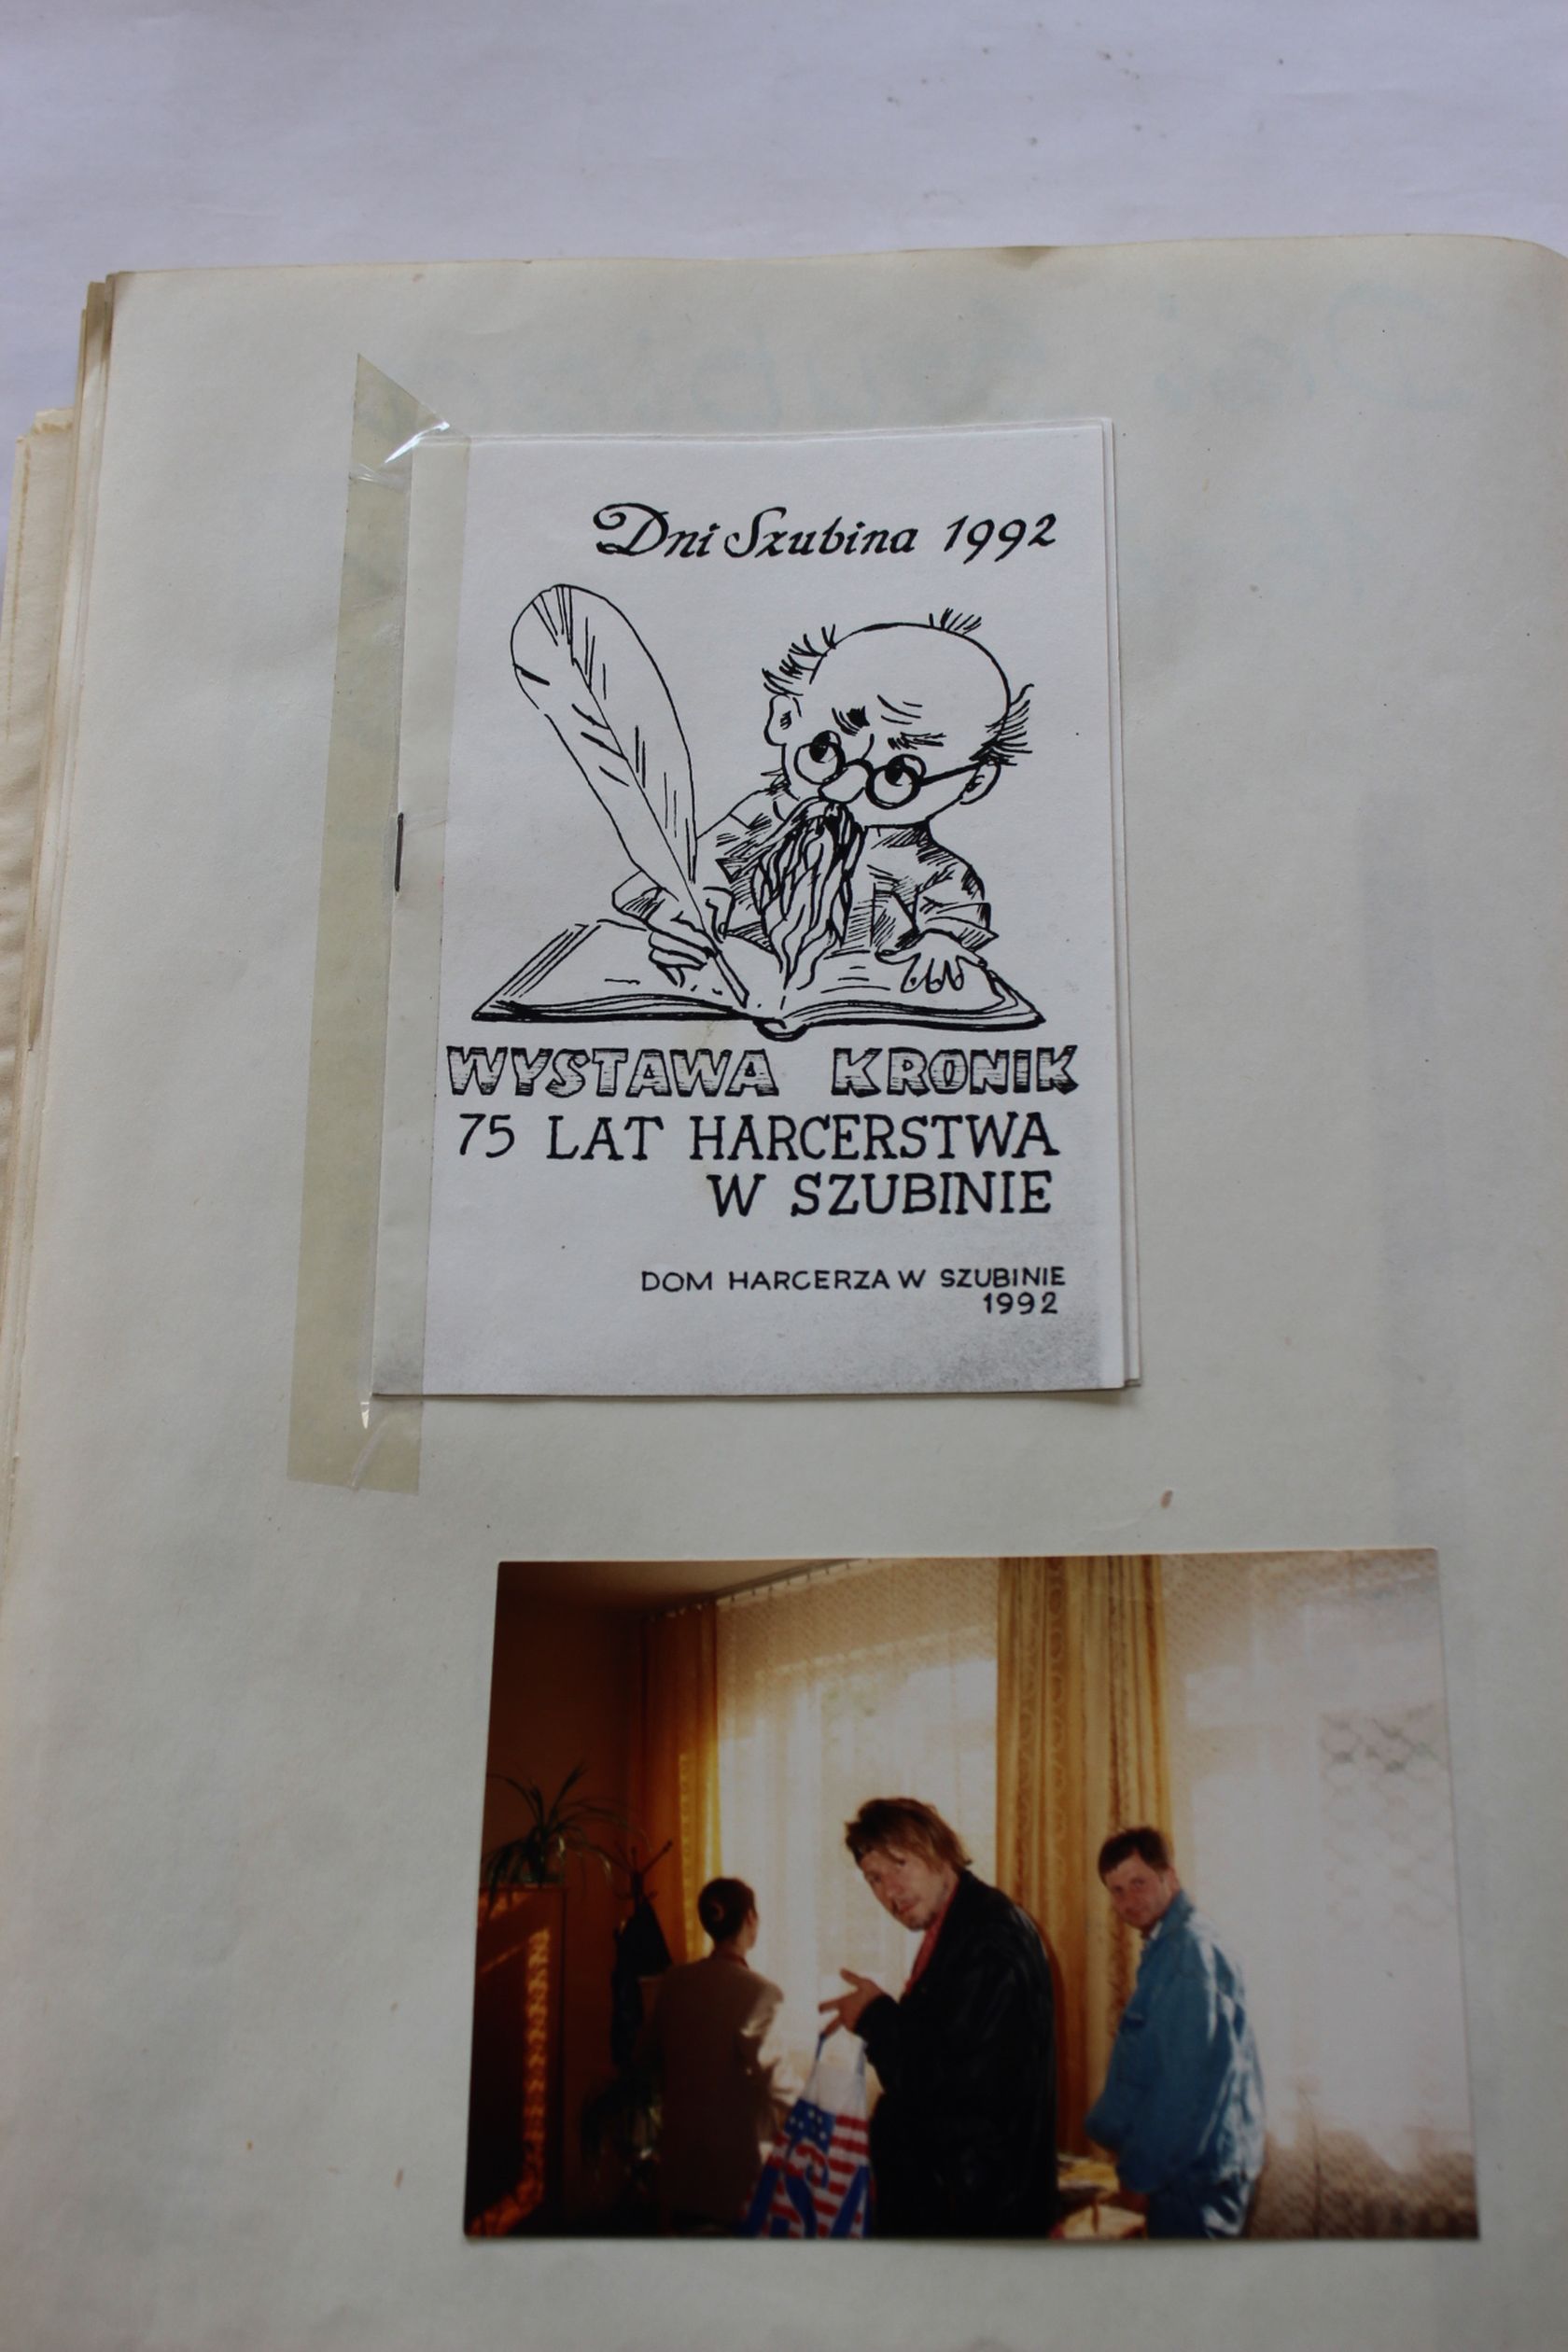 Dni Szubina 1992
WYSTAWA KRONIK
75 LAT HARCERSTWA
W SZUBINIE
DOM HARCERZA W SZUBINIE
1992